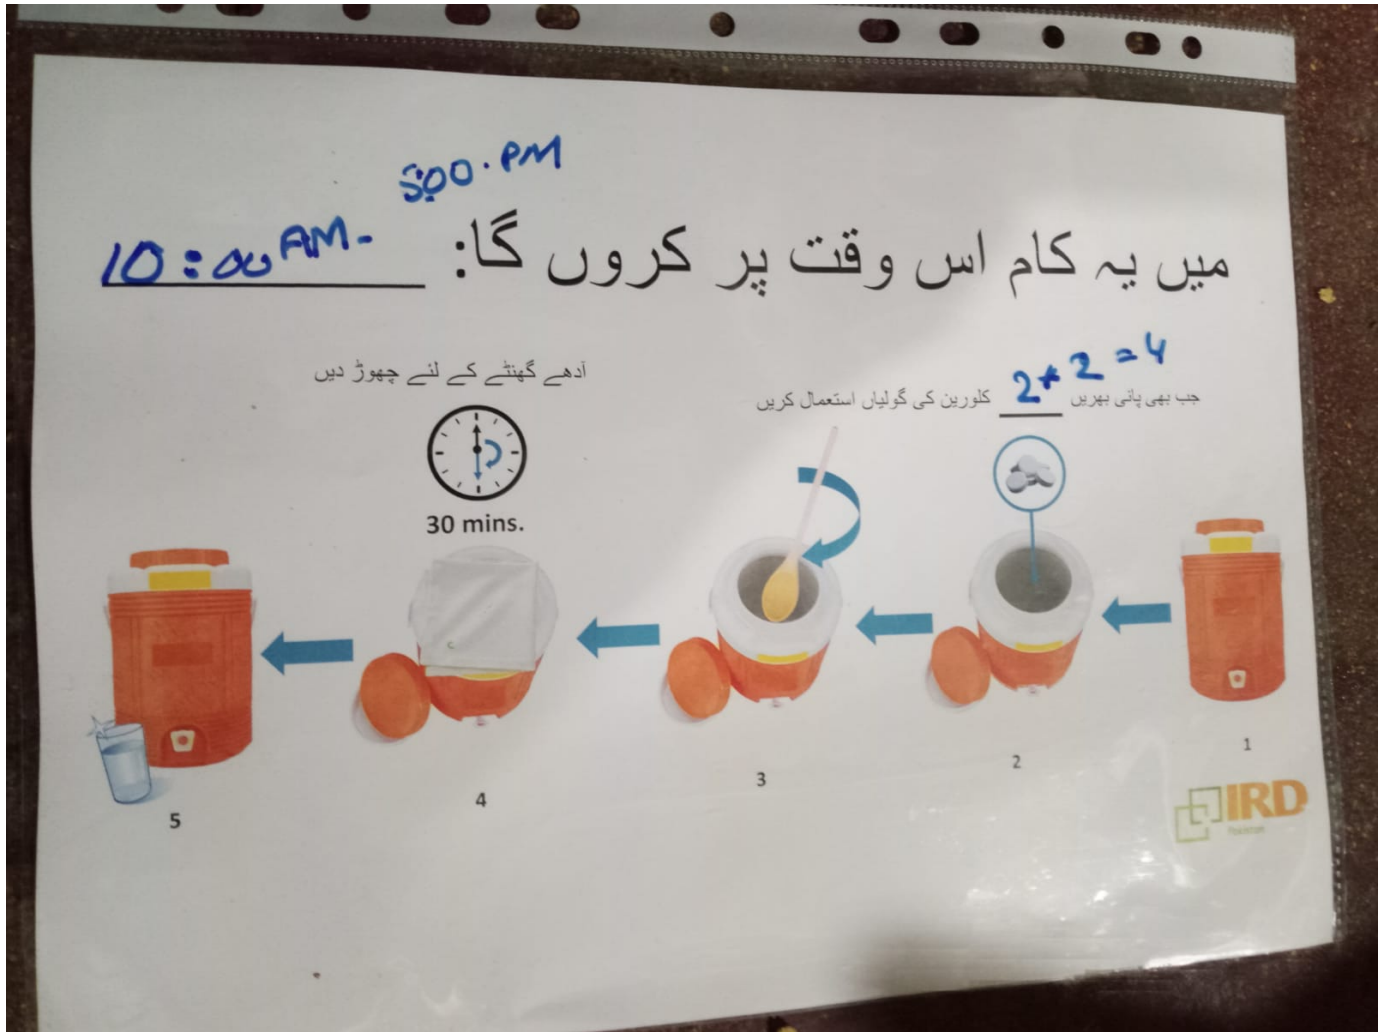 5:00. PM
میں یہ کام اس وقت پر کروں گا: 10:00 AM-
جب بھی پانی بھریں 2*2=4 کلورین کی گولیاں استعمال کریں
آدھے گھنٹے کے لئے چھوڑ دیں
30 mins.
1
2
3
4
5
IRD
Pakistan